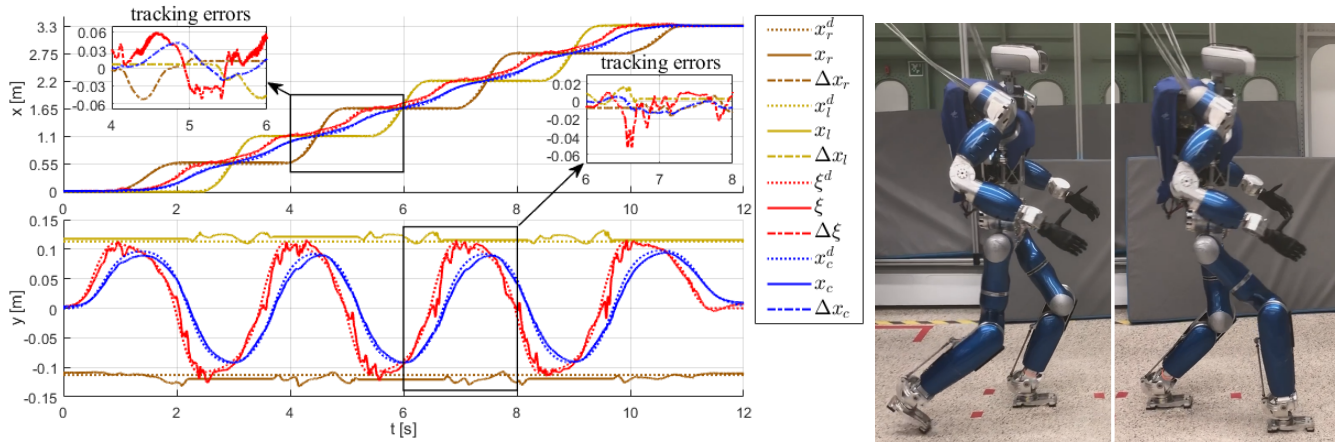 tracking errors
0.06
0.03
0
-0.03
-0.06
4
5
6
tracking errors
0.02
0
-0.02
-0.04
-0.06
6
7
8
x [m]
3.3
2.75
2.2
1.65
1.1
0.55
0
0
2
4
6
8
10
12
y [m]
0.15
0.1
0.05
0
-0.05
-0.1
-0.15
0
2
4
6
8
10
12
t [s]
x_r^d
x_r
Δx_r
x_l^d
x_l
Δx_l
ξ^d
ξ
Δξ
x_c^d
x_c
Δx_c